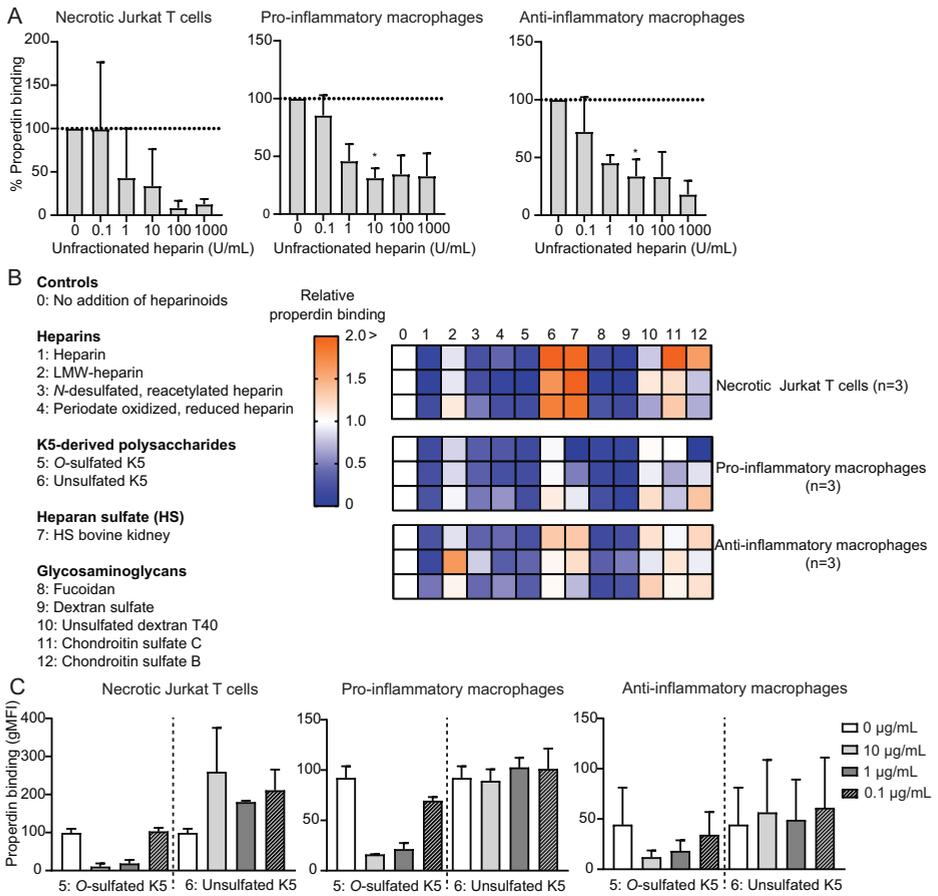 A
Necrotic Jurkat T cells
Pro-inflammatory macrophages
Anti-inflammatory macrophages
% Properdin binding
200
150
100
50
0
0 0.1 1 10 100 1000
Unfractionated heparin (U/mL)
150
100
50
0
*
0 0.1 1 10 100 1000
Unfractionated heparin (U/mL)
150
100
50
0
*
0 0.1 1 10 100 1000
Unfractionated heparin (U/mL)
B
Controls
0: No addition of heparinoids
Heparins
1: Heparin
2: LMW-heparin
3: N-desulfated, reacetylated heparin
4: Periodate oxidized, reduced heparin
K5-derived polysaccharides
5: O-sulfated K5
6: Unsulfated K5
Heparan sulfate (HS)
7: HS bovine kidney
Glycosaminoglycans
8: Fucoidan
9: Dextran sulfate
10: Unsulfated dextran T40
11: Chondroitin sulfate C
12: Chondroitin sulfate B
Relative
properdin binding
2.0 >
1.5
1.0
0.5
0
0 1 2 3 4 5 6 7 8 9 10 11 12
Necrotic Jurkat T cells (n=3)
Pro-inflammatory macrophages
(n=3)
Anti-inflammatory macrophages
(n=3)
C
Necrotic Jurkat T cells
Pro-inflammatory macrophages
Anti-inflammatory macrophages
Properdin binding (gMFI)
400
300
200
100
0
5: O-sulfated K5
6: Unsulfated K5
150
100
50
0
5: O-sulfated K5
6: Unsulfated K5
150
100
50
0
5: O-sulfated K5
6: Unsulfated K5
0 µg/mL
10 µg/mL
1 µg/mL
0.1 µg/mL